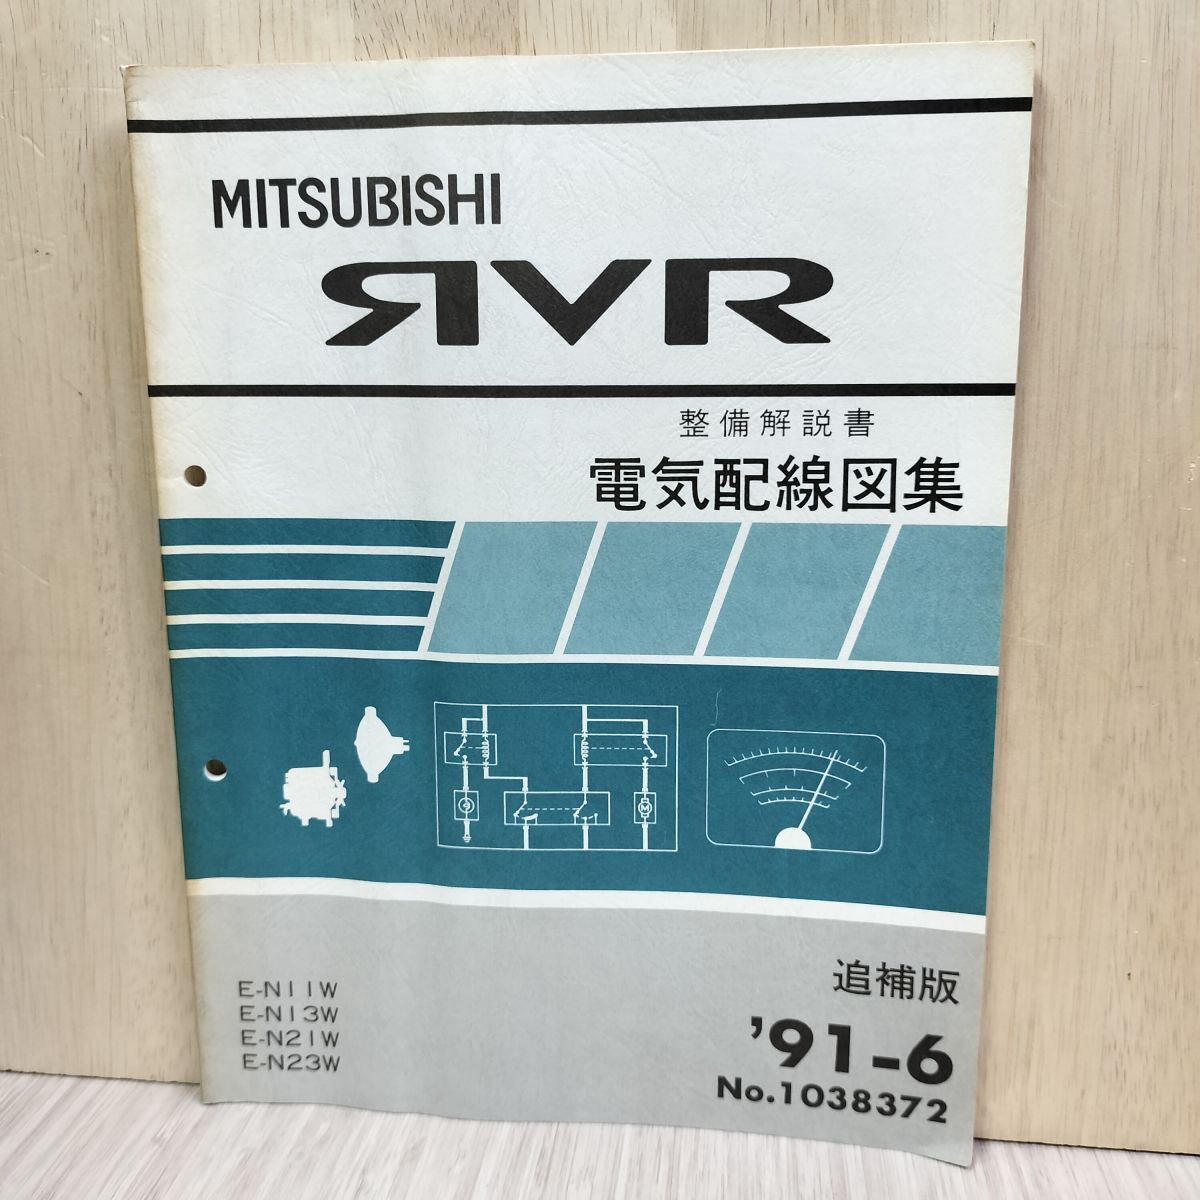 MITSUBISHI
RVR
整備解説書
電気配線図集
M
E-N11W
E-N13W
E-N21W
E-N23W
追補版
'91-6
No.1038372